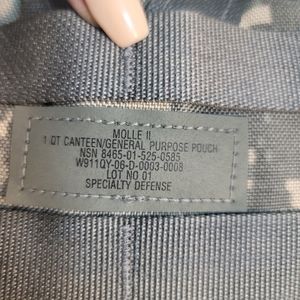 MOLLE II
1 QT CANTEEN/GENERAL PURPOSE POUCH
NSN 8465-01-525-0585
W911QY-06-D-0003-0008
LOT NO 01
SPECIALTY DEFENSE